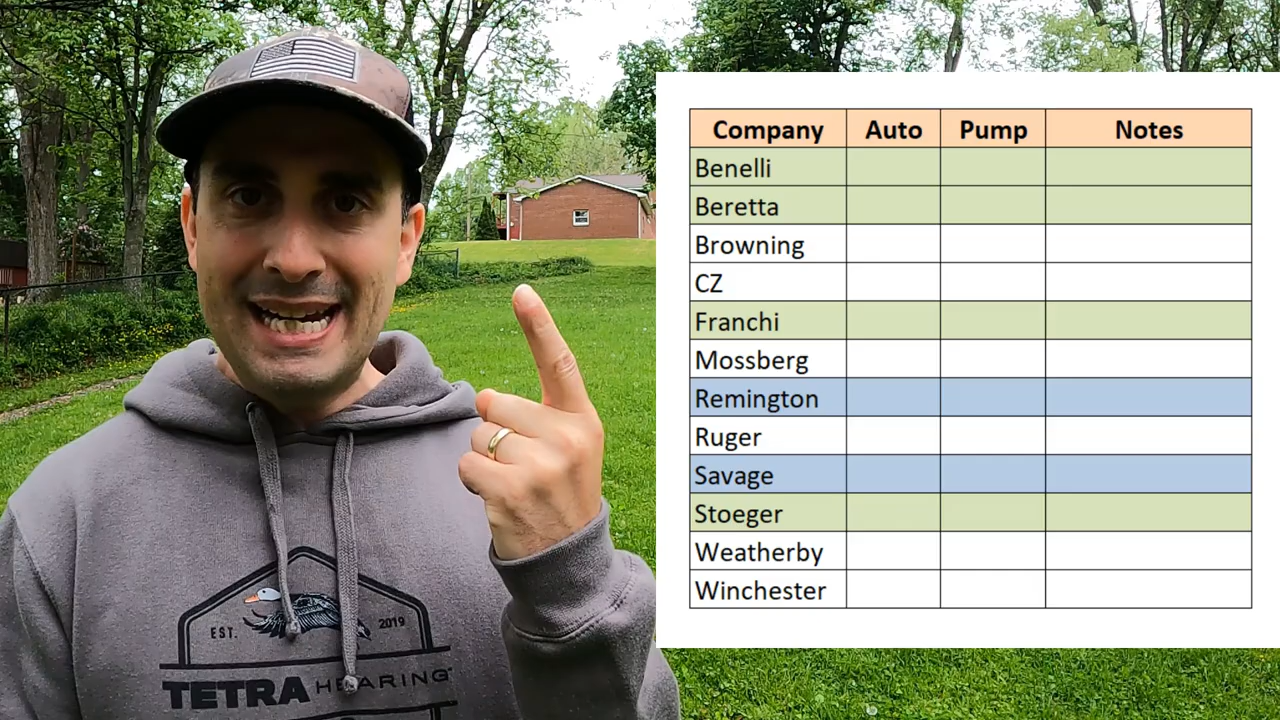 Company Auto Pump Notes
Benelli
Beretta
Browning
CZ
Franchi
Mossberg
Remington
Ruger
Savage
Stoeger
Weatherby
Winchester
EST. 2019
TETRA HEARING